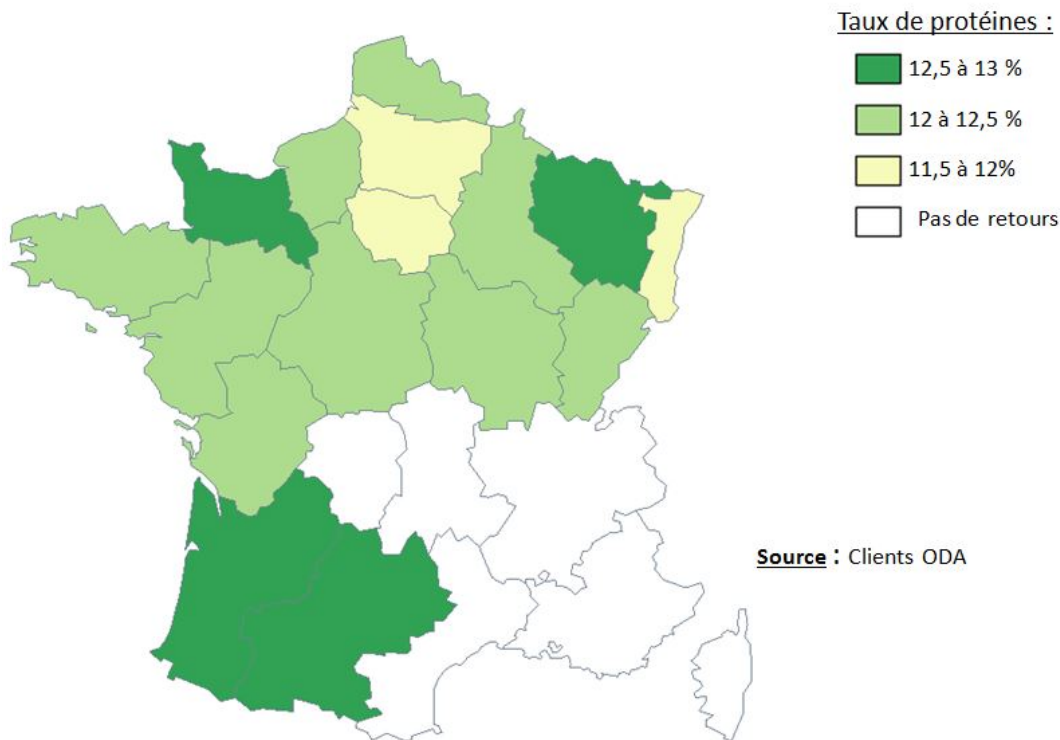 Taux de protéines :
12,5 à 13 %
12 à 12,5 %
11,5 à 12%
Pas de retours
Source : Clients ODA